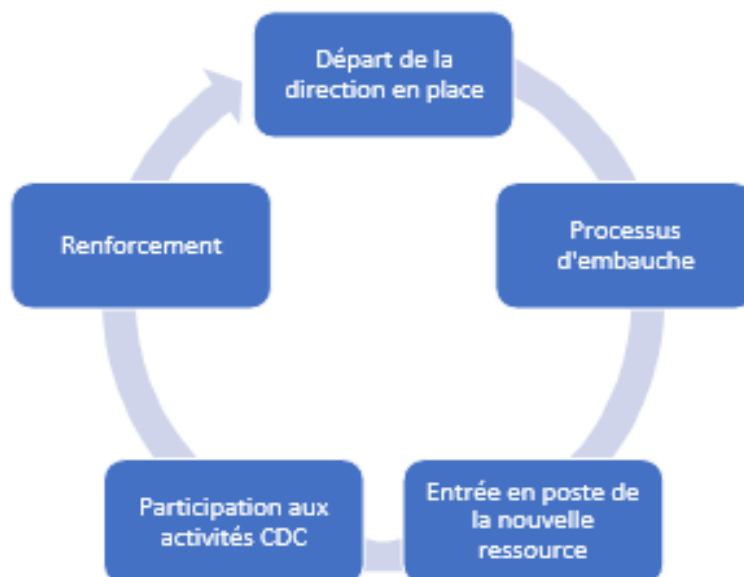 Départ de la
direction en place
Processus
d'embauche
Entrée en poste de
la nouvelle
ressource
Participation aux
activités CDC
Renforcement